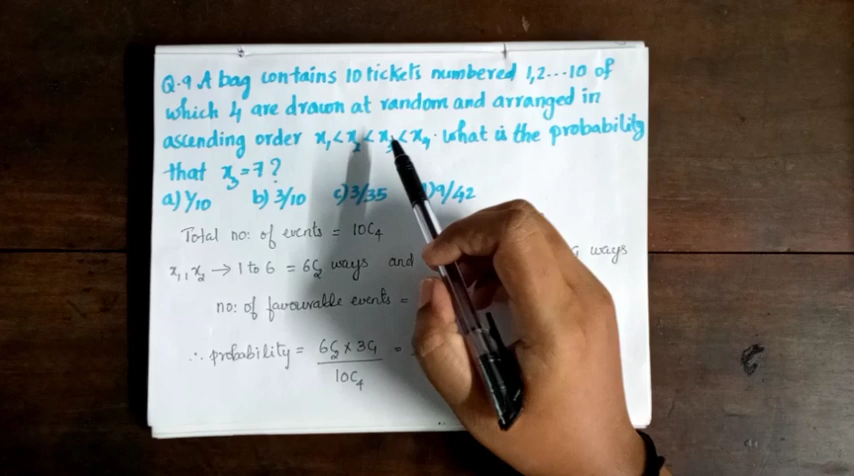 Q.9 A bag contains 10 tickets numbered 1,2...10 of
which 4 are drawn at random and arranged in
ascending order x₁<x₂<x₃<x₄. What is the probability
that x₃=7?
a) 1/10 b) 3/10 c) 3/35 9/42
Total no: of events = 10C₄
x₁, x₂ → 1 to 6 = 6C₂ ways and ways
no: of favourable events =
∴ probability = 6C₂ x 3C₁ =
10C₄